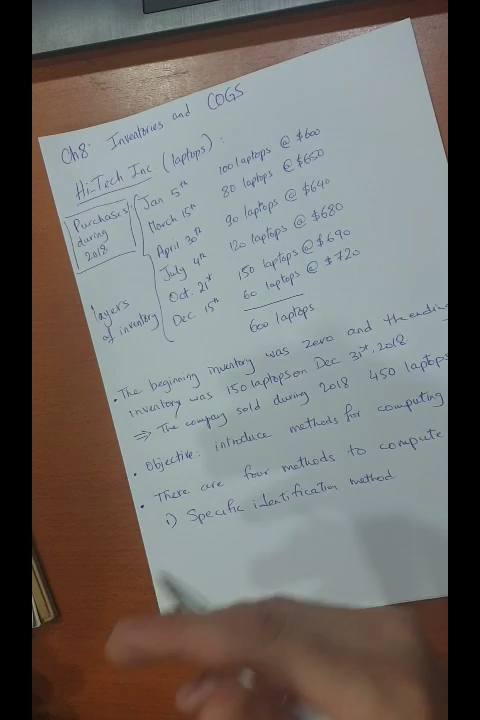 Ch8: Inventories and COGS
Hi-Tech Inc (laptops):
Purchases during 2018
Jan 5th 100 laptops @ $600
March 15th 80 laptops @ $650
April 30th 90 laptops @ $640
July 4th 120 laptops @ $680
Oct. 21st 150 laptops @ $690
Dec 15th 60 laptops @ $720
layers of inventory
600 laptops
• The beginning inventory was zero and the ending
inventory was 150 laptops on Dec 31st, 2018
⇒ The company sold during 2018 450 laptops
• Objective: introduce methods for computing
• There are four methods to compute
1) Specific identification method